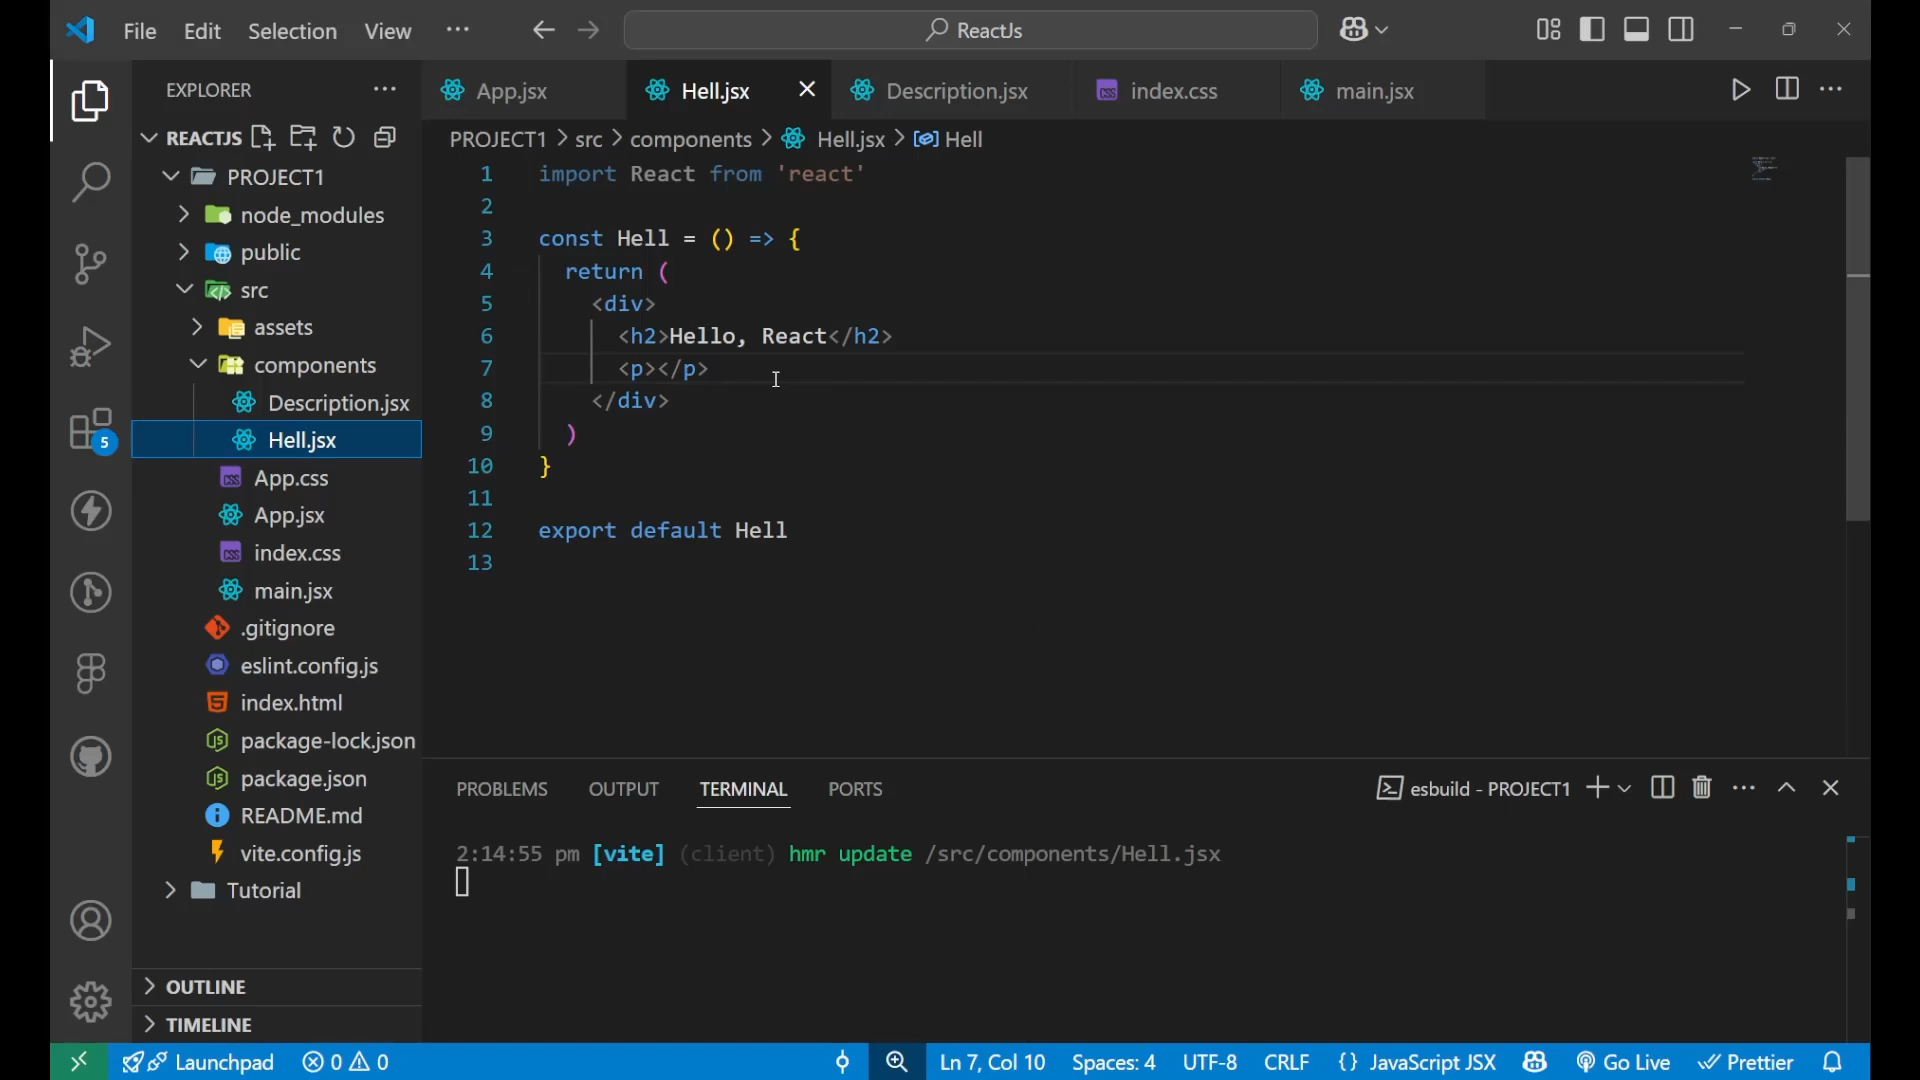 File Edit Selection View ··· ReactJs
EXPLORER ···
REACTJS
PROJECT1
node_modules
public
src
assets
components
Description.jsx
Hell.jsx
App.css
App.jsx
index.css
main.jsx
.gitignore
eslint.config.js
index.html
package-lock.json
package.json
README.md
vite.config.js
Tutorial
OUTLINE
TIMELINE
5
App.jsx Hell.jsx Description.jsx index.css main.jsx
PROJECT1 > src > components > Hell.jsx > Hell
1 import React from 'react'
2
3 const Hell = () => {
4 return (
5 <div>
6 <h2>Hello, React</h2>
7 <p></p>
8 </div>
9 )
10 }
11
12 export default Hell
13
PROBLEMS OUTPUT TERMINAL PORTS esbuild - PROJECT1
2:14:55 pm [vite] (client) hmr update /src/components/Hell.jsx
Launchpad 0 0 Ln 7, Col 10 Spaces: 4 UTF-8 CRLF {} JavaScript JSX Go Live Prettier